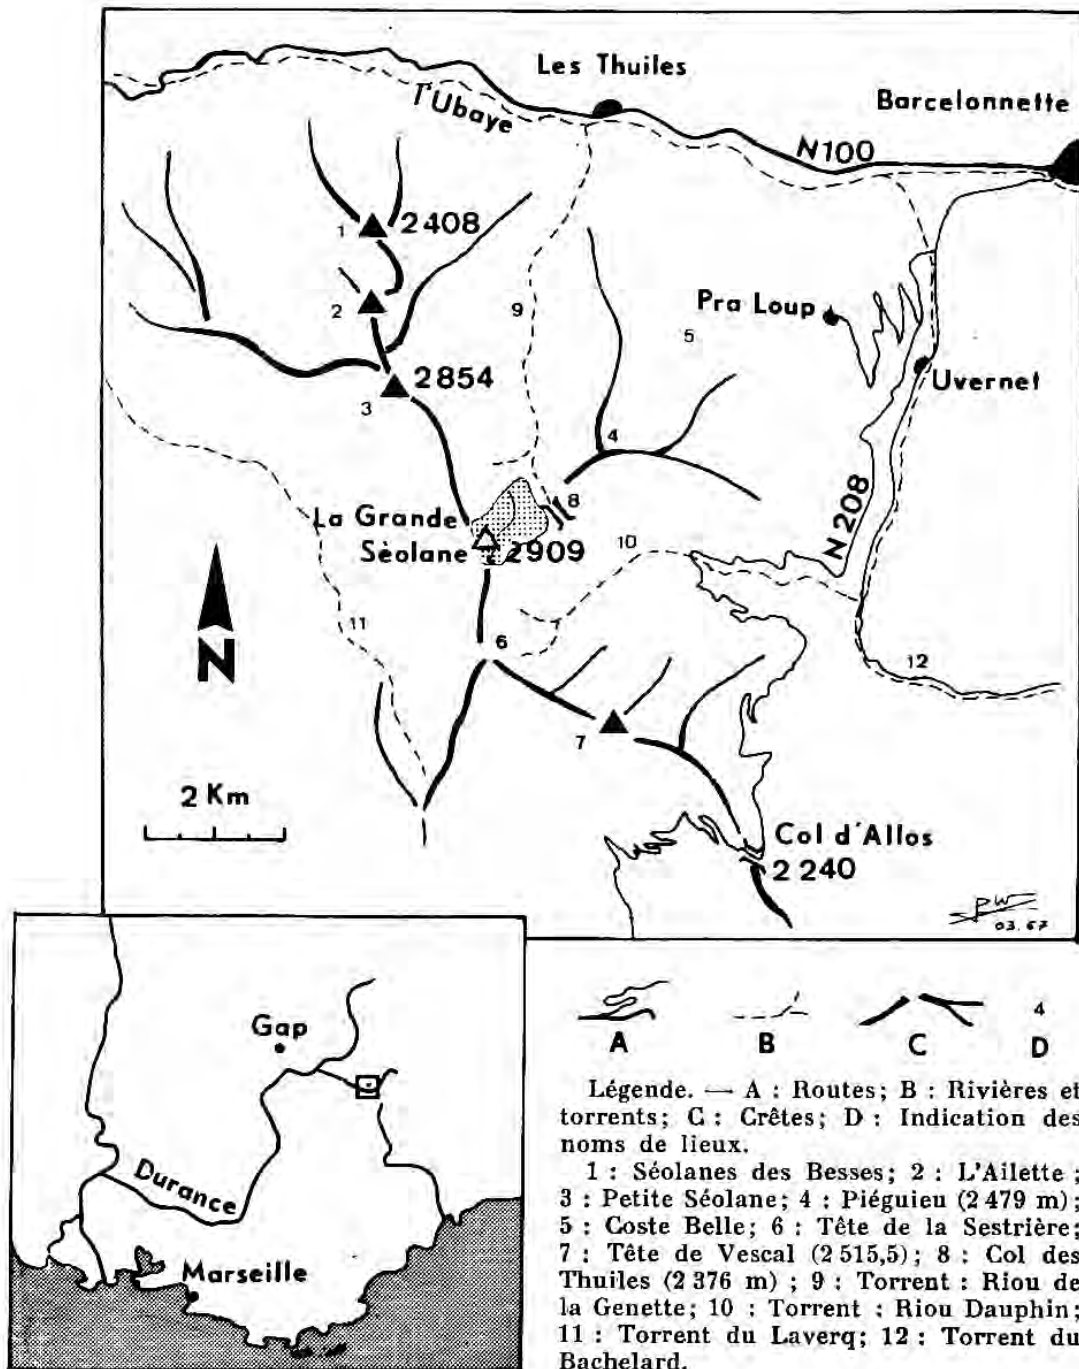 Les Thuiles
Barcelonnette
l'Ubaye
N100
1
2408
2
9
Pra Loup
5
2854
3
Uvernet
4
8
La Grande
Sèolane
2909
N 208
10
11
N
6
12
7
2 Km
Col d'Allos
2240
PW
03.67
Gap
Durance
Marseille
4
A
B
C
D
Légende. — A : Routes; B : Rivières et
torrents; C : Crêtes; D : Indication des
noms de lieux.
1 : Séolanes des Besses; 2 : L'Ailette ;
3 : Petite Séolane; 4 : Piéguieu (2 479 m);
5 : Coste Belle; 6 : Tête de la Sestrière;
7 : Tête de Vescal (2 515,5) ; 8 : Col des
Thuiles (2 376 m) ; 9 : Torrent : Riou de
la Genette; 10 : Torrent : Riou Dauphin;
11 : Torrent du Laverq; 12 : Torrent du
Bachelard.